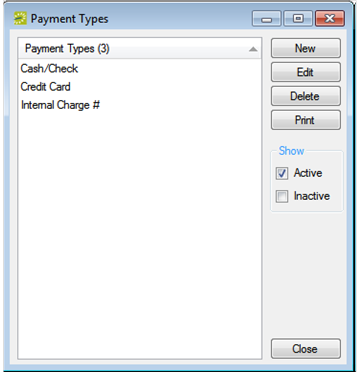 Payment Types
Payment Types (3)
Cash/Check
Credit Card
Internal Charge #
New
Edit
Delete
Print
Show
Active
Inactive
Close